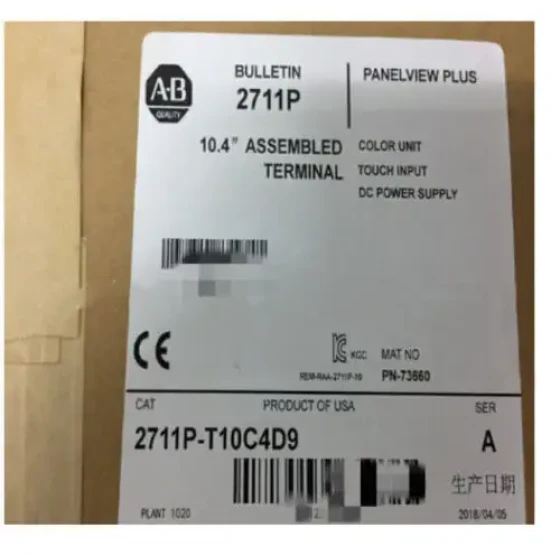 A-B
QUALITY
BULLETIN
2711P
PANELVIEW PLUS
10.4" ASSEMBLED
TERMINAL
COLOR UNIT
TOUCH INPUT
DC POWER SUPPLY
CE
KCC
MAT NO
PN-73660
CAT
PRODUCT OF USA
SER
2711P-T10C4D9
A
生产日期
PLANT 1020
2018/04/05